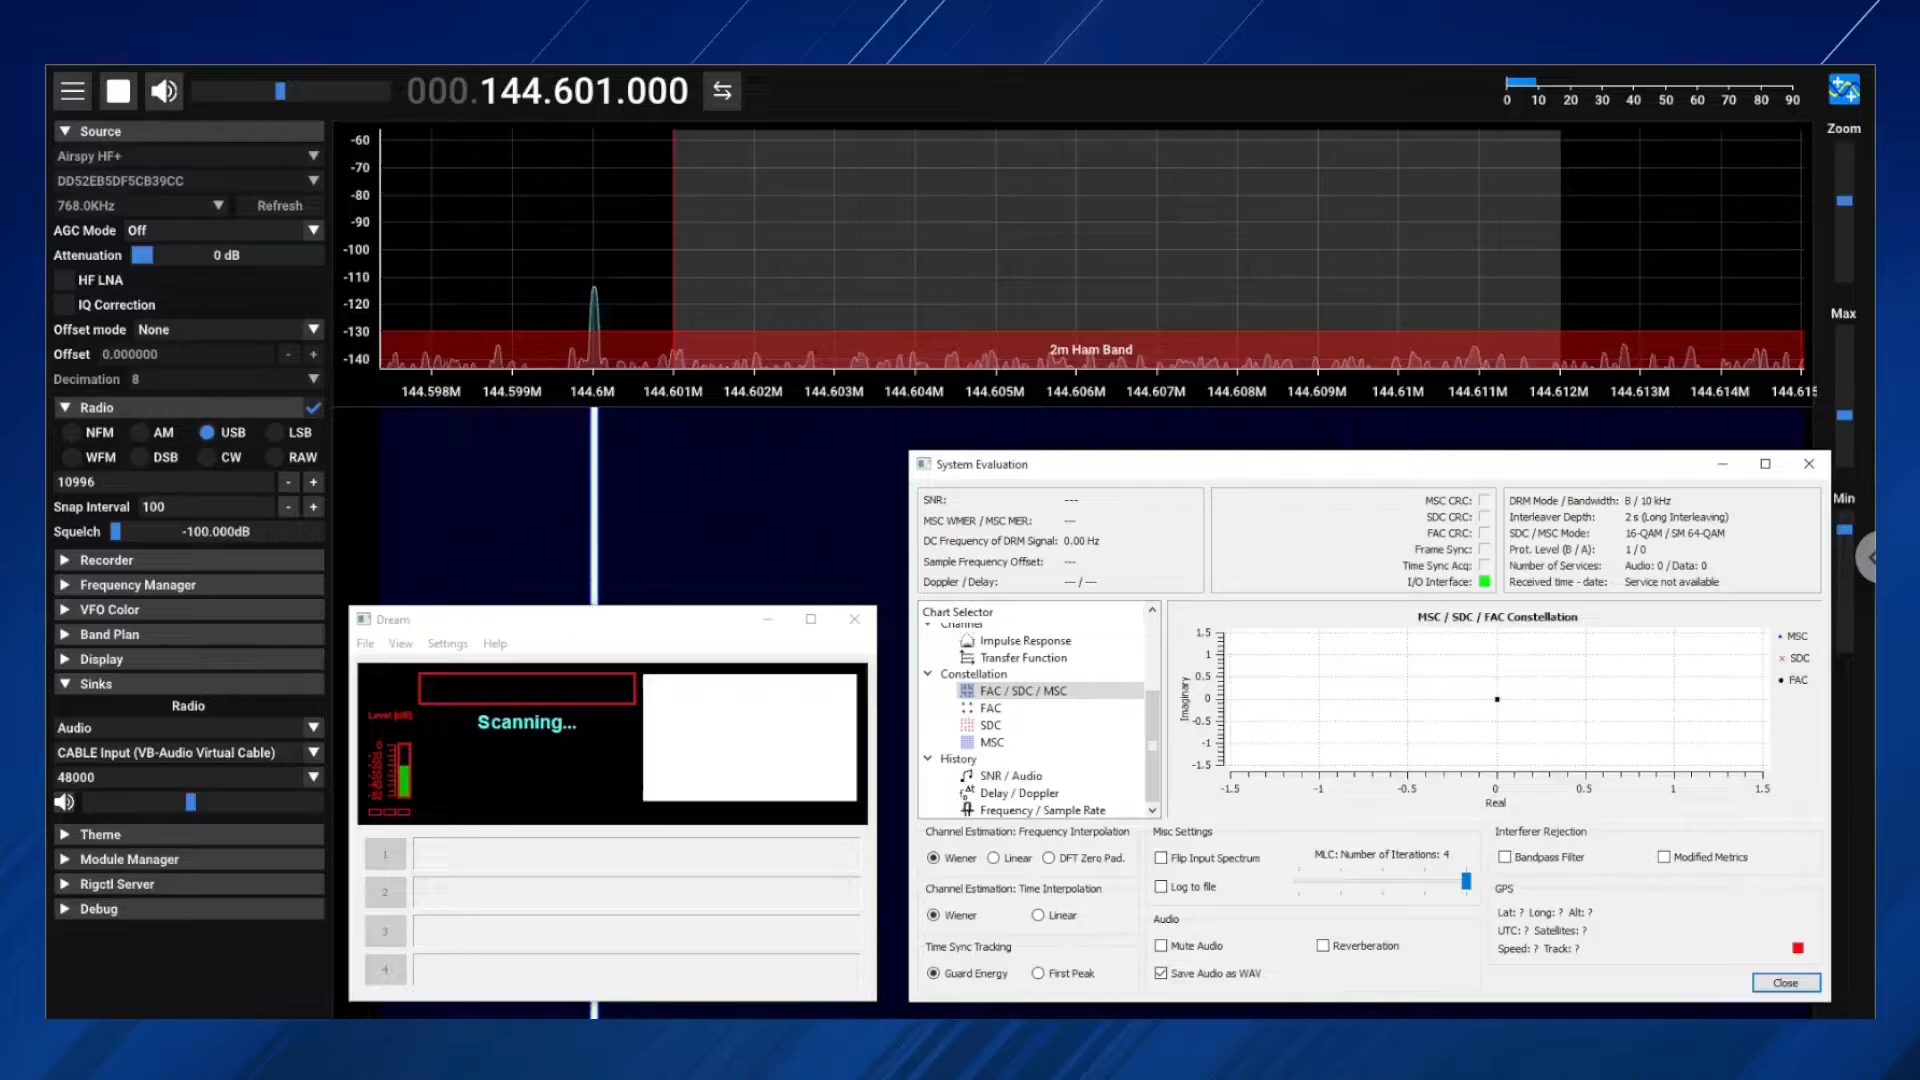 000.144.601.000
0 10 20 30 40 50 60 70 80 90
Source
Airspy HF+
DD52EB5DF5CB39CC
768.0KHz Refresh
AGC Mode Off
Attenuation 0 dB
HF LNA
IQ Correction
Offset mode None
Offset 0.000000 - +
Decimation 8
Radio
NFM AM USB LSB
WFM DSB CW RAW
10996 - +
Snap Interval 100 - +
Squelch -100.000dB
Recorder
Frequency Manager
VFO Color
Band Plan
Display
Sinks
Radio
Audio
CABLE Input (VB-Audio Virtual Cable)
48000
Theme
Module Manager
Rigctl Server
Debug
-60
-70
-80
-90
-100
-110
-120
-130
-140
2m Ham Band
144.598M 144.599M 144.6M 144.601M 144.602M 144.603M 144.604M 144.605M 144.606M 144.607M 144.608M 144.609M 144.61M 144.611M 144.612M 144.613M 144.614M 144.615
Zoom
Max
Min
Dream
File View Settings Help
Level [dB]
Scanning...
1
2
3
4
System Evaluation
SNR: ---
MSC WMER / MSC MER: ---
DC Frequency of DRM Signal: 0.00 Hz
Sample Frequency Offset: ---
Doppler / Delay: --- / ---
MSC CRC:
SDC CRC:
FAC CRC:
Frame Sync:
Time Sync Acq:
I/O Interface:
DRM Mode / Bandwidth: B / 10 kHz
Interleaver Depth: 2 s (Long Interleaving)
SDC / MSC Mode: 16-QAM / SM 64-QAM
Prot. Level (B / A): 1 / 0
Number of Services: Audio: 0 / Data: 0
Received time - date: Service not available
Chart Selector
Channel
Impulse Response
Transfer Function
Constellation
FAC / SDC / MSC
FAC
SDC
MSC
History
SNR / Audio
Delay / Doppler
Frequency / Sample Rate
MSC / SDC / FAC Constellation
Imaginary
1.5
1
0.5
0
-0.5
-1
-1.5
-1.5 -1 -0.5 0 0.5 1 1.5
Real
MSC
SDC
FAC
Channel Estimation: Frequency Interpolation
Wiener Linear DFT Zero Pad.
Channel Estimation: Time Interpolation
Wiener Linear
Time Sync Tracking
Guard Energy First Peak
Misc Settings
Flip Input Spectrum
Log to file
MLC: Number of Iterations: 4
Audio
Mute Audio Reverberation
Save Audio as WAV
Interferer Rejection
Bandpass Filter Modified Metrics
GPS
Lat: ? Long: ? Alt: ?
UTC: ? Satellites: ?
Speed: ? Track: ?
Close